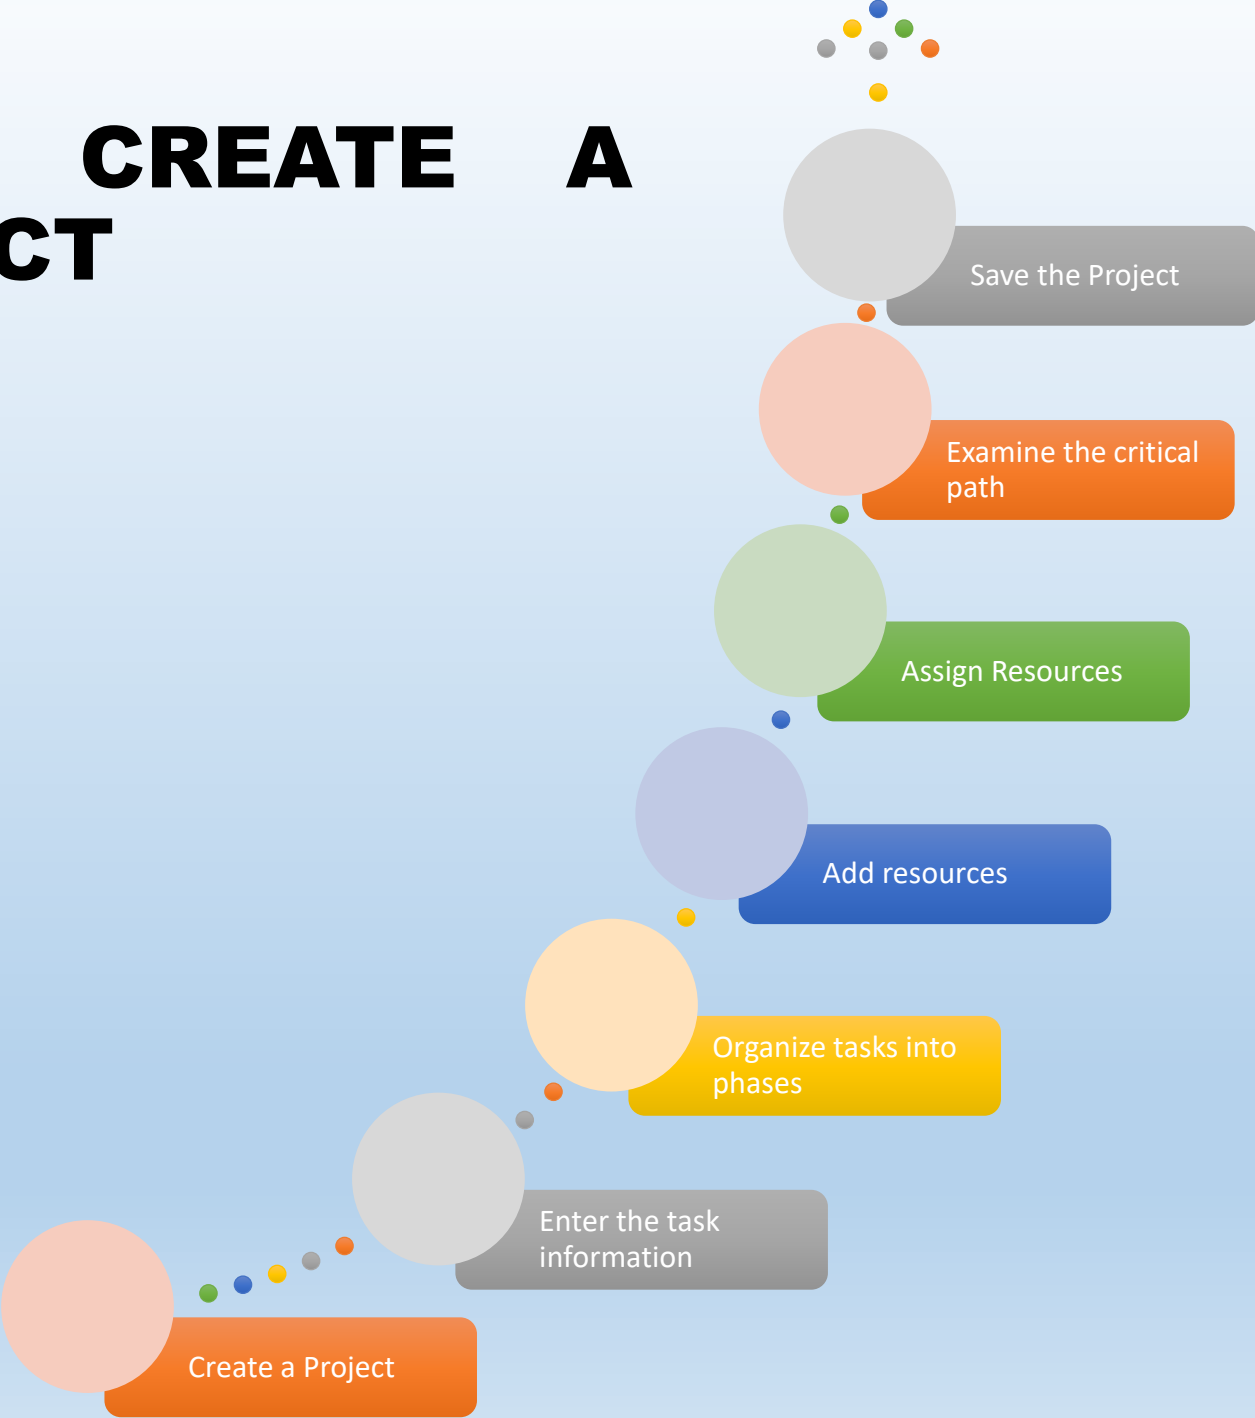 CREATE A
CT
Save the Project
Examine the critical
path
Assign Resources
Add resources
Organize tasks into
phases
Enter the task
information
Create a Project